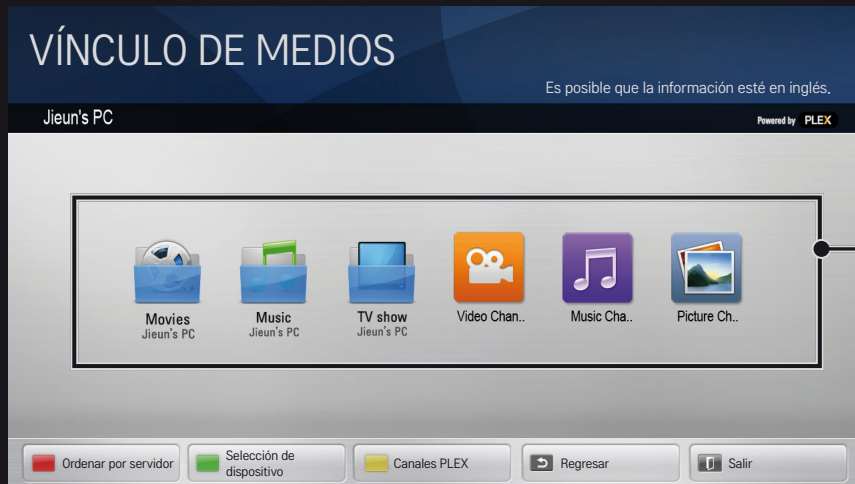 VÍNCULO DE MEDIOS
Es posible que la información esté en inglés.
Jieun's PC
Powered by PLEX
Movies
Jieun's PC
Music
Jieun's PC
TV show
Jieun's PC
Video Chan..
Music Cha..
Picture Ch..
Ordenar por servidor
Selección de
dispositivo
Canales PLEX
Regresar
Salir